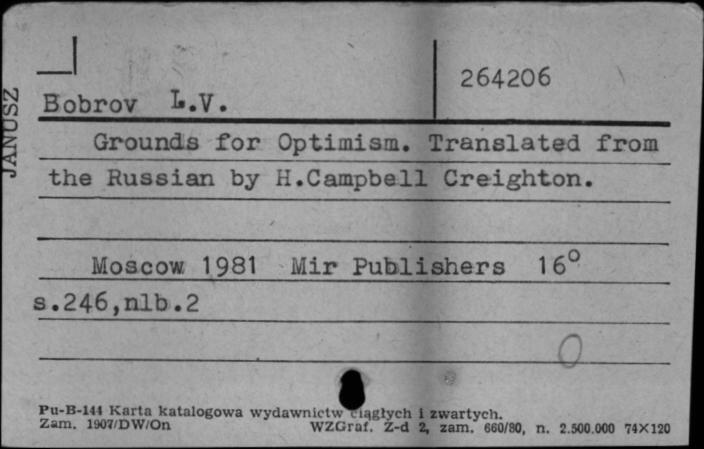 264206
Bobrov L.V.
JANUSZ
Grounds for Optimism. Translated from
the Russian by H.Campbell Creighton.
Moscow 1981 Mir Publishers 16°
s.246,nlb.2
0
Pu-B-144 Karta katalogowa wydawnictw ciągłych i zwartych.
Zam. 1907/DW/On WZGraf. Z-d 2, zam. 660/80, n. 2.500.000 74X120